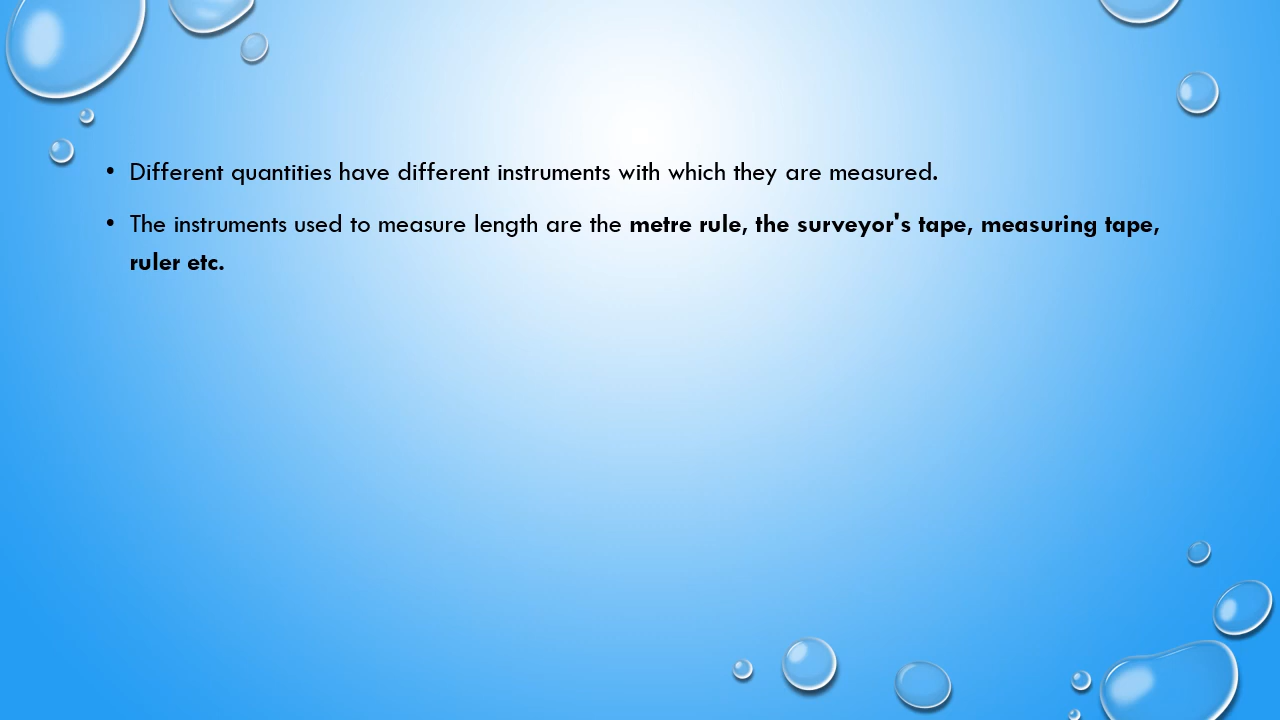 • Different quantities have different instruments with which they are measured.
• The instruments used to measure length are the metre rule, the surveyor's tape, measuring tape,
ruler etc.